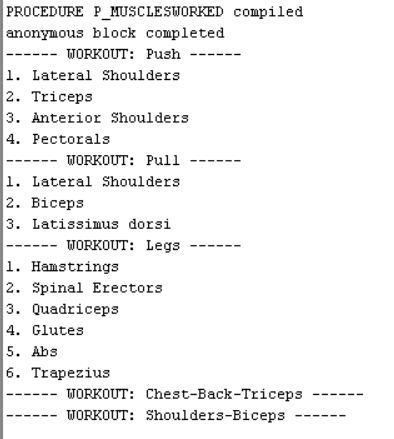 PROCEDURE P_MUSCLESWORKED compiled
anonymous block completed
------ WORKOUT: Push ------
1. Lateral Shoulders
2. Triceps
3. Anterior Shoulders
4. Pectorals
------ WORKOUT: Pull ------
1. Lateral Shoulders
2. Biceps
3. Latissimus dorsi
------ WORKOUT: Legs ------
1. Hamstrings
2. Spinal Erectors
3. Quadriceps
4. Glutes
5. Abs
6. Trapezius
------ WORKOUT: Chest-Back-Triceps ------
------ WORKOUT: Shoulders-Biceps ------